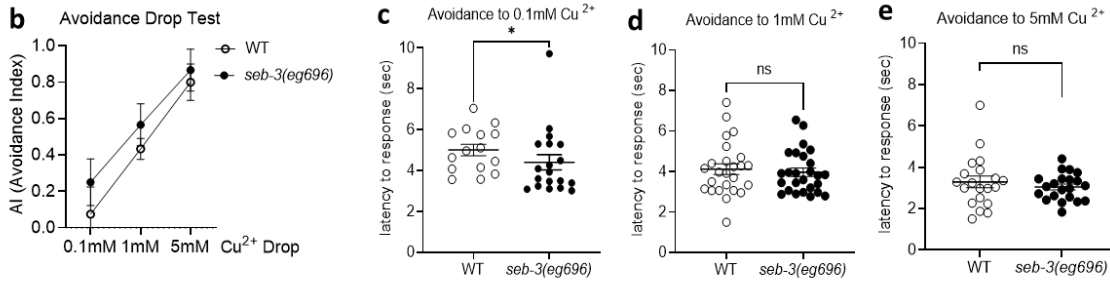 b
Avoidance Drop Test
WT
seb-3(eg696)
AI (Avoidance Index)
1.0
0.8
0.6
0.4
0.2
0.0
0.1mM 1mM 5mM Cu²⁺ Drop
c
Avoidance to 0.1mM Cu ²⁺
*
latency to response (sec)
10
8
6
4
2
0
WT seb-3(eg696)
d
Avoidance to 1mM Cu ²⁺
ns
latency to response (sec)
10
8
6
4
2
0
WT seb-3(eg696)
e
Avoidance to 5mM Cu ²⁺
ns
latency to response (sec)
10
8
6
4
2
0
WT seb-3(eg696)